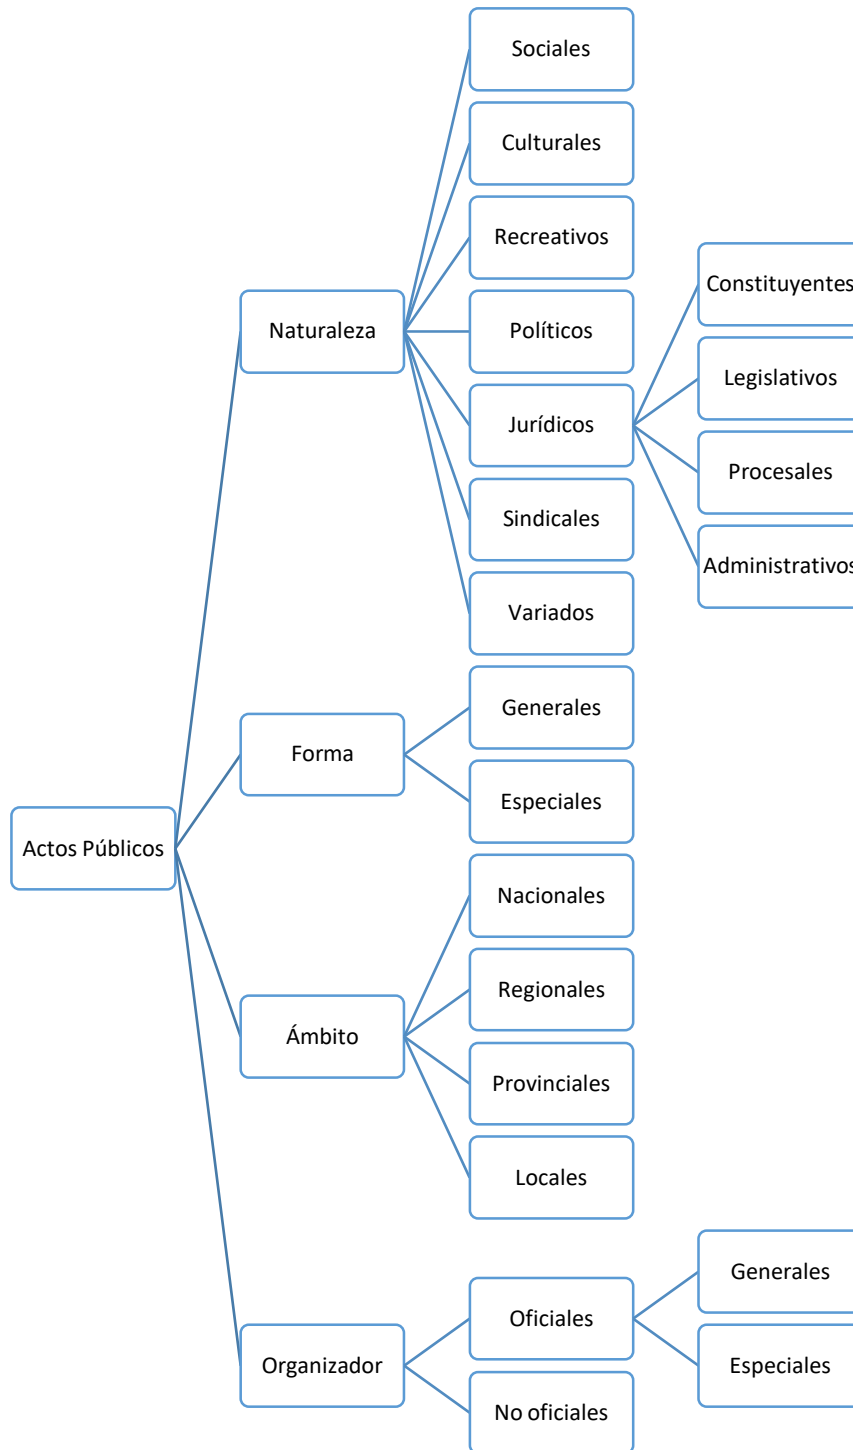 Actos Públicos
Naturaleza
Sociales
Culturales
Recreativos
Políticos
Jurídicos
Constituyentes
Legislativos
Procesales
Administrativos
Sindicales
Variados
Forma
Generales
Especiales
Ámbito
Nacionales
Regionales
Provinciales
Locales
Organizador
Oficiales
Generales
Especiales
No oficiales